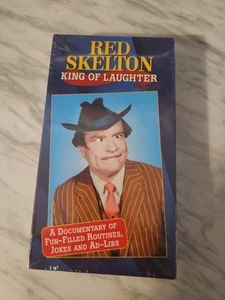 RED
SKELTON
KING OF LAUGHTER
A DOCUMENTARY OF
FUN-FILLED ROUTINES,
JOKES AND AD-LIBS